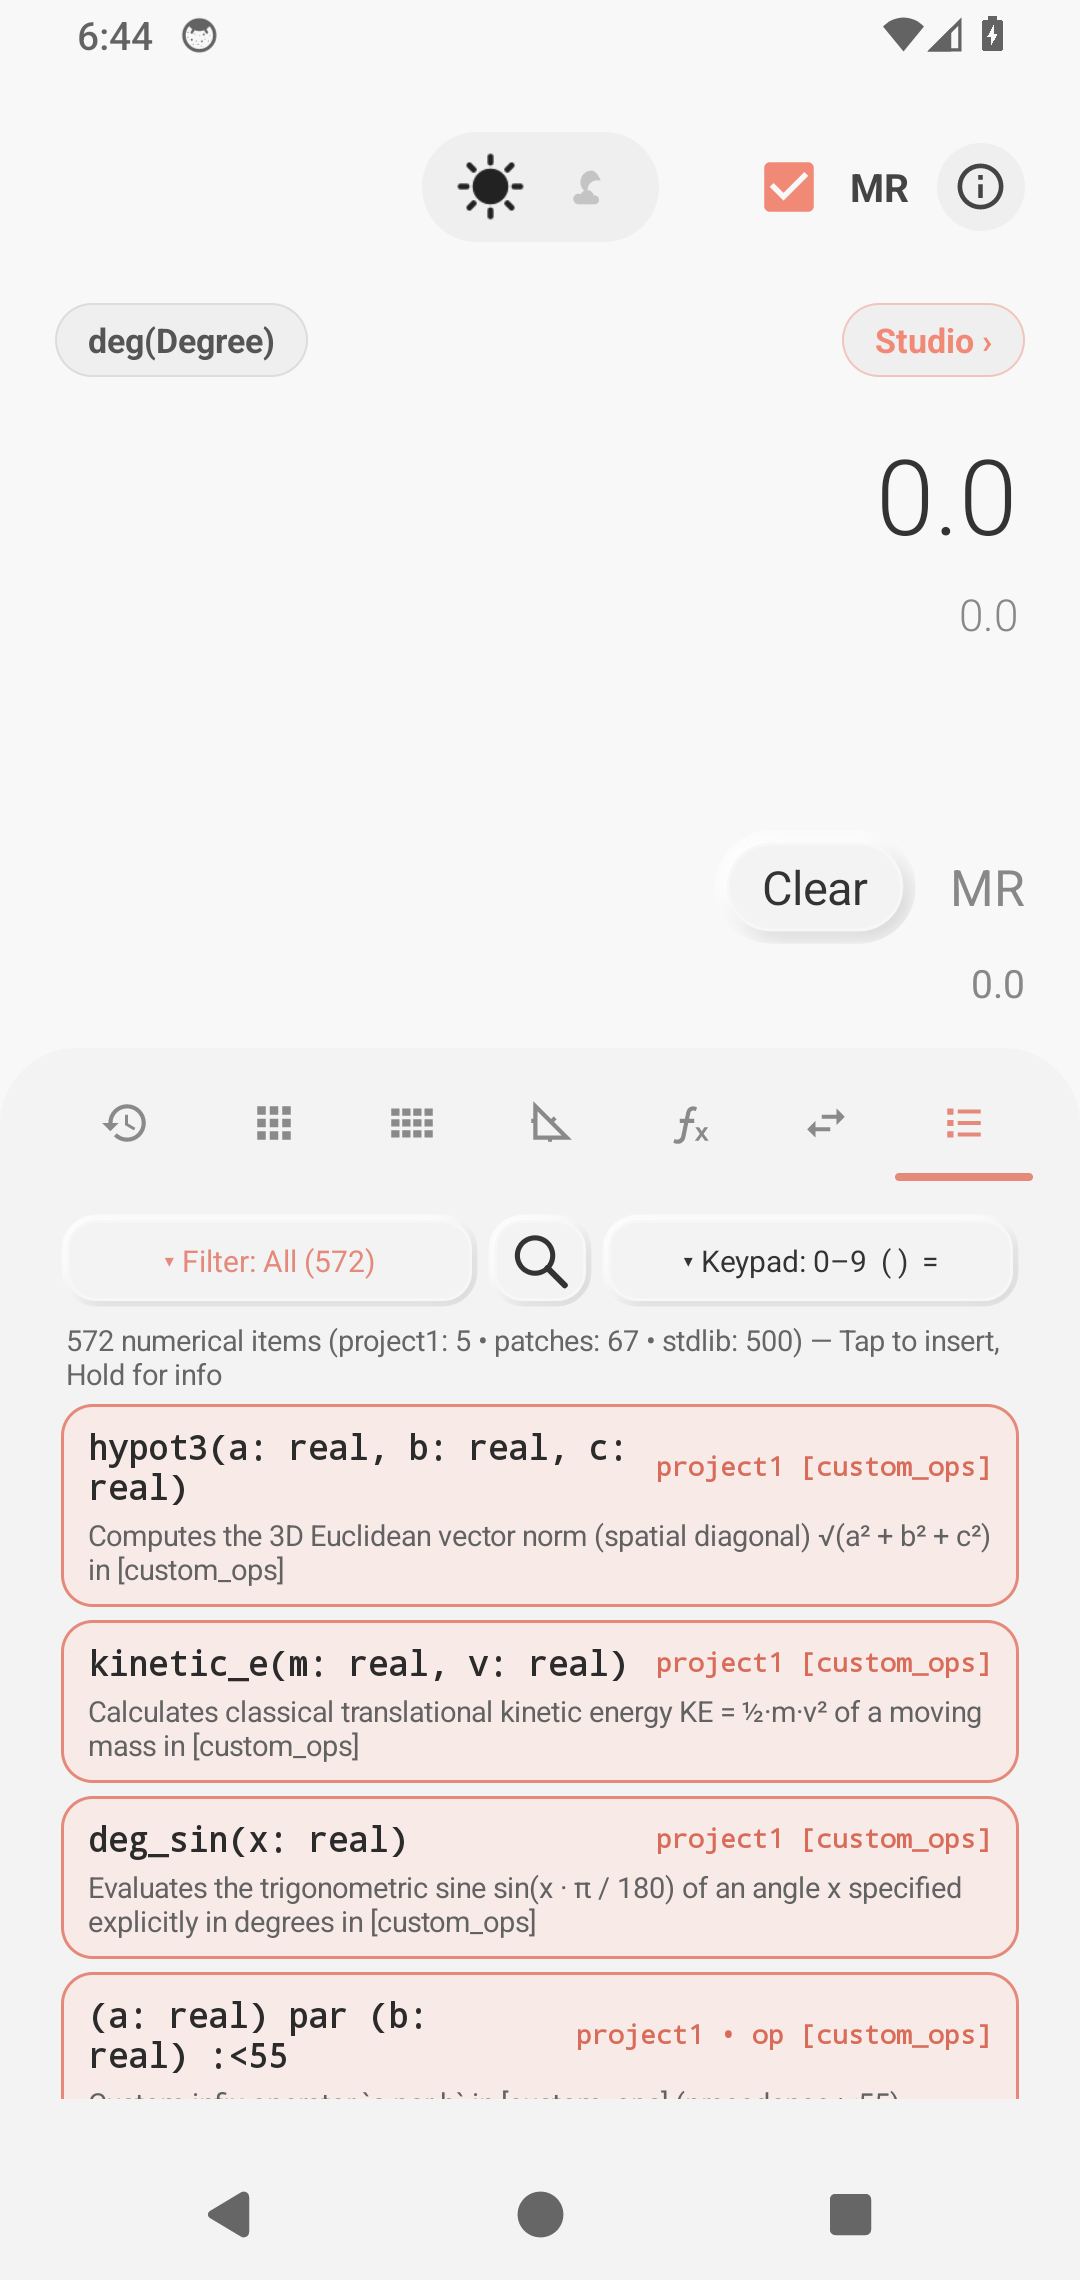 6:44
MR
deg(Degree)
Studio ›
0.0
0.0
Clear
MR
0.0
fx
▾ Filter: All (572)
▾ Keypad: 0–9 ( ) =
572 numerical items (project1: 5 • patches: 67 • stdlib: 500) — Tap to insert,
Hold for info
hypot3(a: real, b: real, c:
real)
project1 [custom_ops]
Computes the 3D Euclidean vector norm (spatial diagonal) √(a² + b² + c²)
in [custom_ops]
kinetic_e(m: real, v: real)
project1 [custom_ops]
Calculates classical translational kinetic energy KE = ½·m·v² of a moving
mass in [custom_ops]
deg_sin(x: real)
project1 [custom_ops]
Evaluates the trigonometric sine sin(x · π / 180) of an angle x specified
explicitly in degrees in [custom_ops]
(a: real) par (b:
real) :<55
project1 • op [custom_ops]